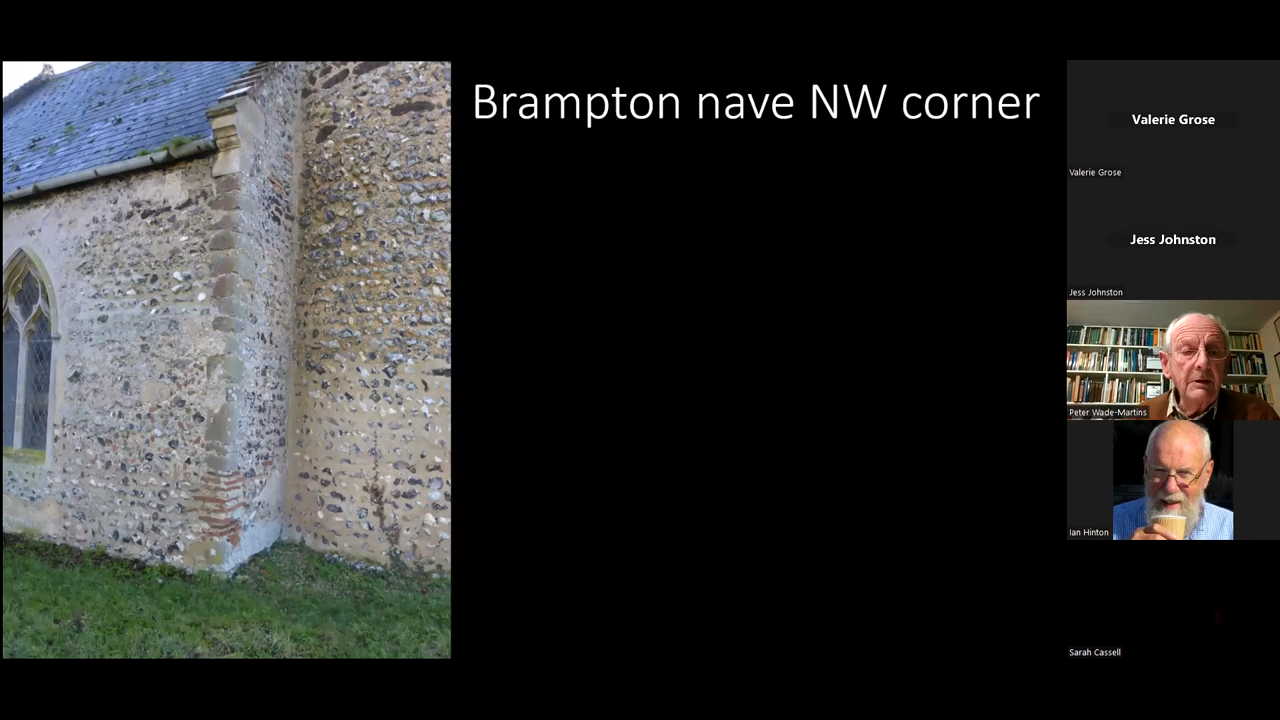 Brampton nave NW corner
Valerie Grose
Valerie Grose
Jess Johnston
Jess Johnston
Peter Wade-Martins
Ian Hinton
Sarah Cassell